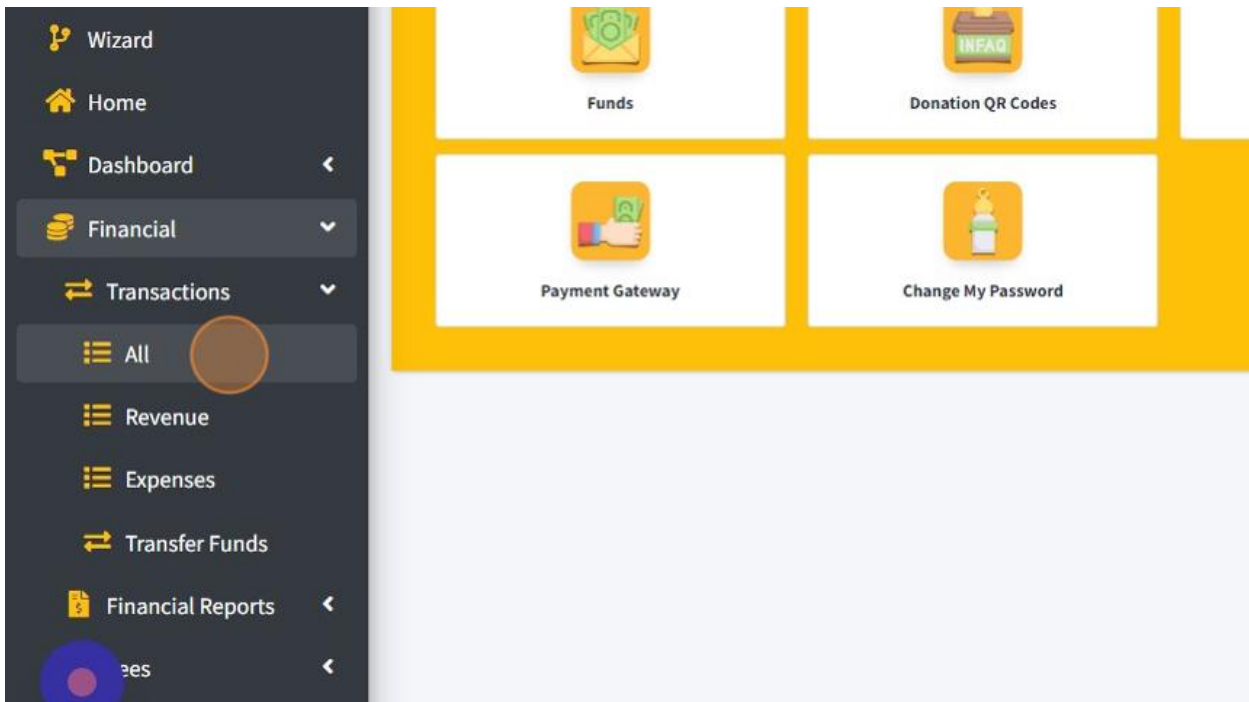 Wizard
Home
Dashboard
Financial
Transactions
All
Revenue
Expenses
Transfer Funds
Financial Reports
ees
Funds
INFAQ
Donation QR Codes
Payment Gateway
Change My Password